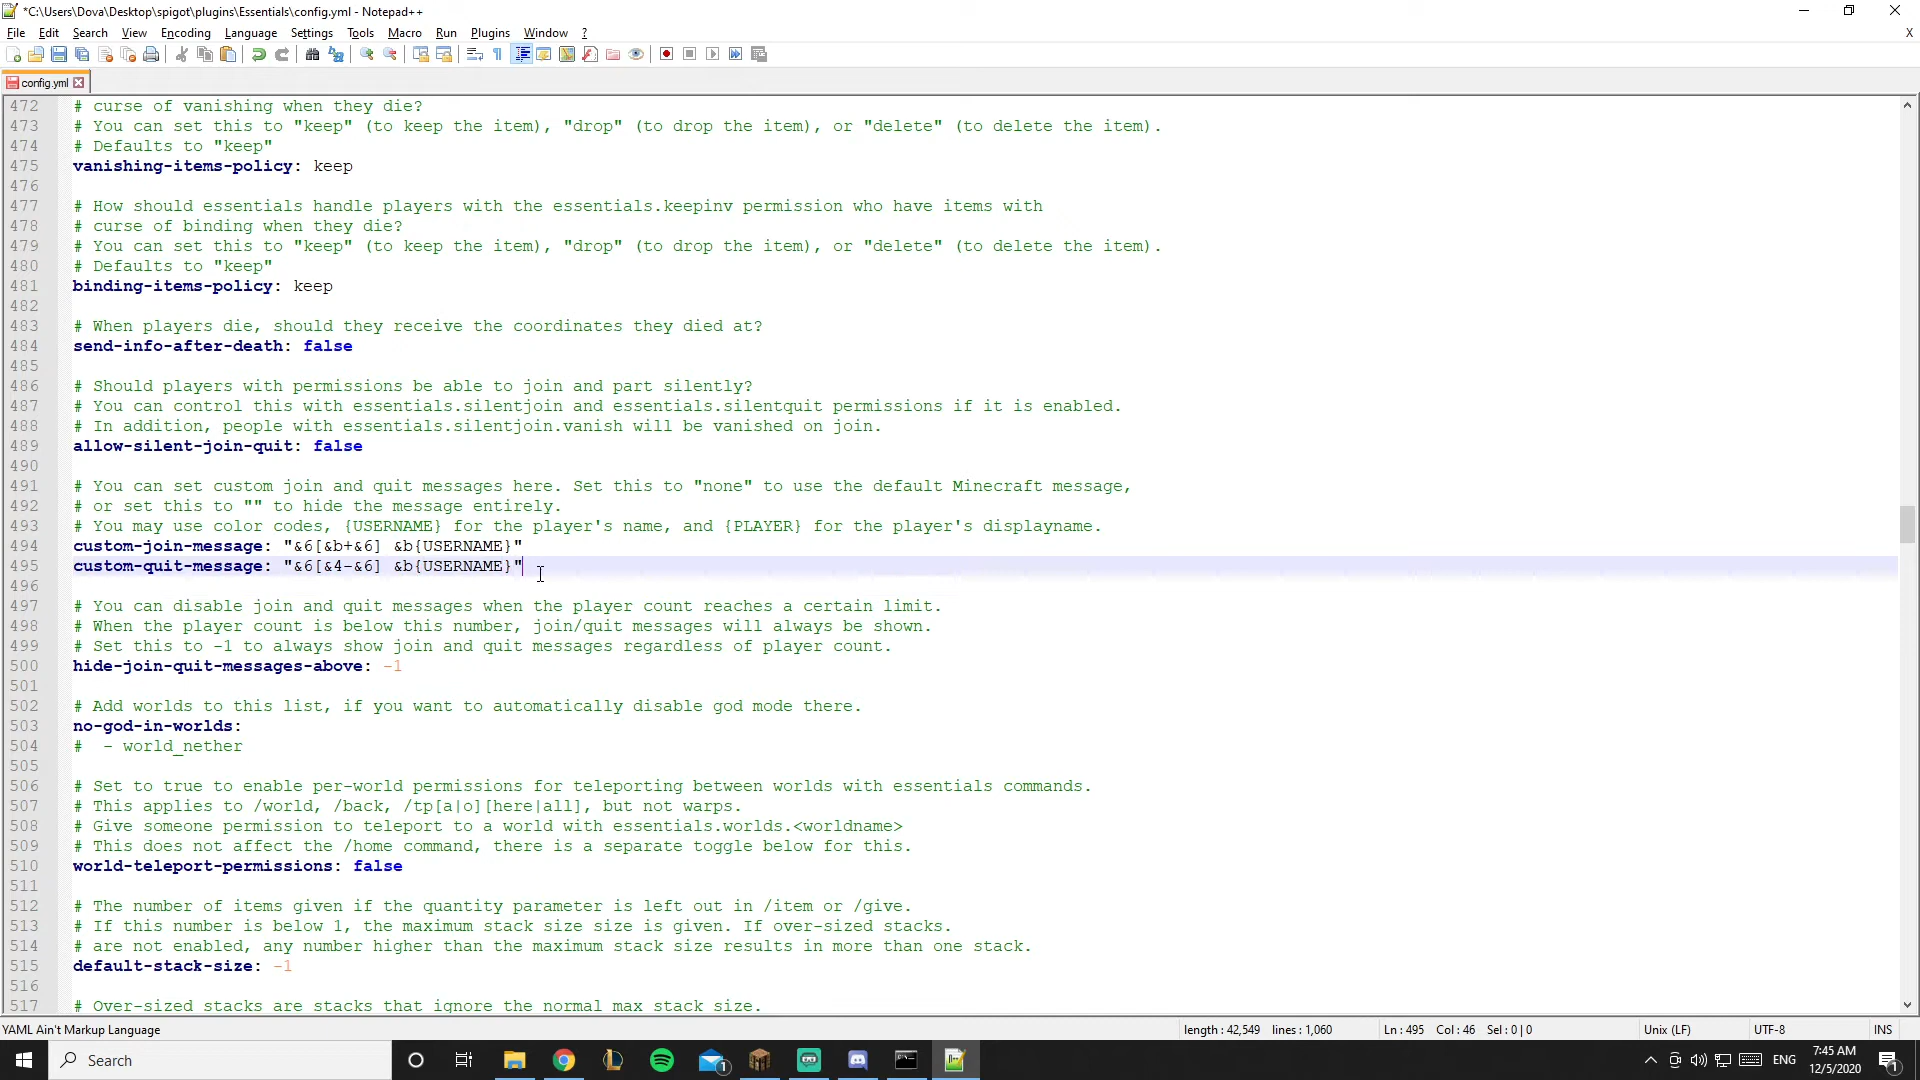 *C:\Users\Dova\Desktop\spigot\plugins\Essentials\config.yml - Notepad++
File Edit Search View Encoding Language Settings Tools Macro Run Plugins Window ? X
config.yml
472 # curse of vanishing when they die?
473 # You can set this to "keep" (to keep the item), "drop" (to drop the item), or "delete" (to delete the item).
474 # Defaults to "keep"
475 vanishing-items-policy: keep
476
477 # How should essentials handle players with the essentials.keepinv permission who have items with
478 # curse of binding when they die?
479 # You can set this to "keep" (to keep the item), "drop" (to drop the item), or "delete" (to delete the item).
480 # Defaults to "keep"
481 binding-items-policy: keep
482
483 # When players die, should they receive the coordinates they died at?
484 send-info-after-death: false
485
486 # Should players with permissions be able to join and part silently?
487 # You can control this with essentials.silentjoin and essentials.silentquit permissions if it is enabled.
488 # In addition, people with essentials.silentjoin.vanish will be vanished on join.
489 allow-silent-join-quit: false
490
491 # You can set custom join and quit messages here. Set this to "none" to use the default Minecraft message,
492 # or set this to "" to hide the message entirely.
493 # You may use color codes, {USERNAME} for the player's name, and {PLAYER} for the player's displayname.
494 custom-join-message: "&6[&b+&6] &b{USERNAME}"
495 custom-quit-message: "&6[&4-&6] &b{USERNAME}"
496
497 # You can disable join and quit messages when the player count reaches a certain limit.
498 # When the player count is below this number, join/quit messages will always be shown.
499 # Set this to -1 to always show join and quit messages regardless of player count.
500 hide-join-quit-messages-above: -1
501
502 # Add worlds to this list, if you want to automatically disable god mode there.
503 no-god-in-worlds:
504 #  - world_nether
505
506 # Set to true to enable per-world permissions for teleporting between worlds with essentials commands.
507 # This applies to /world, /back, /tp[a|o][here|all], but not warps.
508 # Give someone permission to teleport to a world with essentials.worlds.<worldname>
509 # This does not affect the /home command, there is a separate toggle below for this.
510 world-teleport-permissions: false
511
512 # The number of items given if the quantity parameter is left out in /item or /give.
513 # If this number is below 1, the maximum stack size size is given. If over-sized stacks.
514 # are not enabled, any number higher than the maximum stack size results in more than one stack.
515 default-stack-size: -1
516
517 # Over-sized stacks are stacks that ignore the normal max stack size.
YAML Ain't Markup Language length : 42,549 lines : 1,060 Ln : 495 Col : 46 Sel : 0 | 0 Unix (LF) UTF-8 INS
Search 1 ENG 7:45 AM 1
12/5/2020